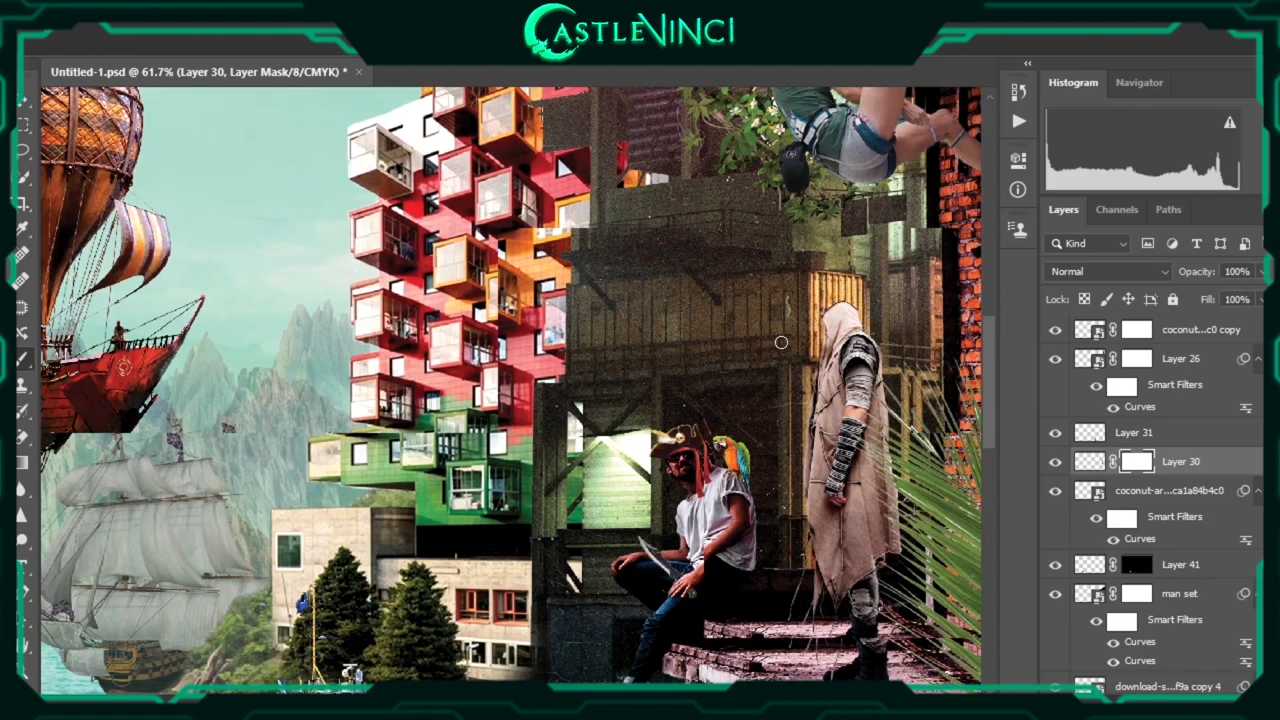 CASTLEVINCI
Untitled-1.psd @ 61.7% (Layer 30, Layer Mask/8/CMYK) *
Histogram
Navigator
Layers
Channels
Paths
Kind
Normal
Opacity: 100%
Lock:
Fill: 100%
coconut...c0 copy
Layer 26
Smart Filters
Curves
Layer 31
Layer 30
coconut-ar...ca1a84b4c0
Smart Filters
Curves
Layer 41
man set
Smart Filters
Curves
Curves
download-s...f9a copy 4